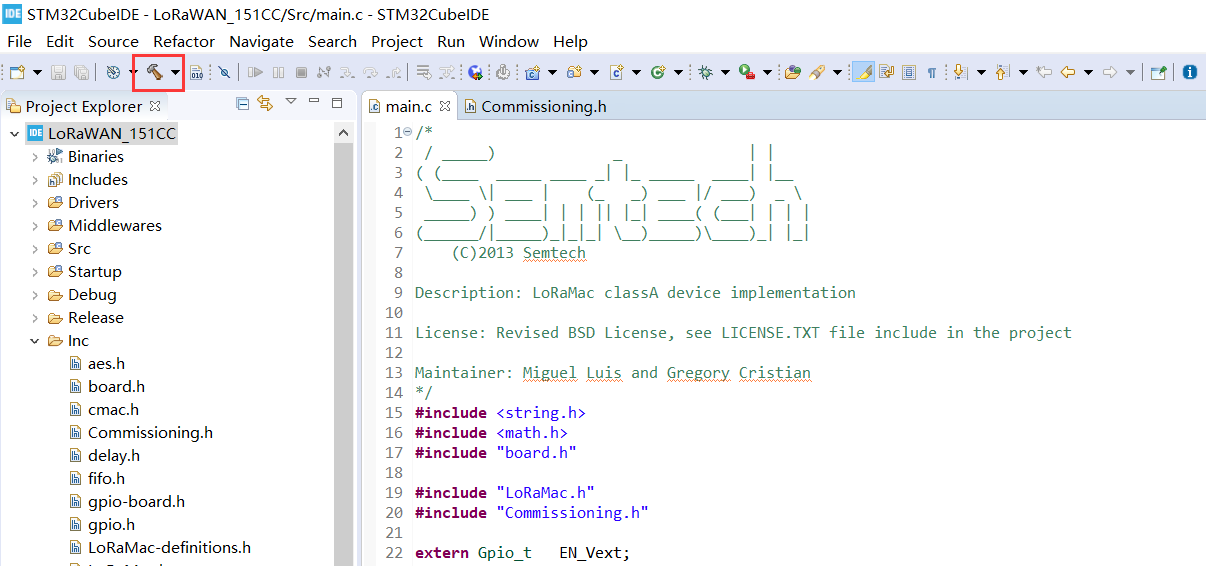 IDE STM32CubeIDE - LoRaWAN_151CC/Src/main.c - STM32CubeIDE
File Edit Source Refactor Navigate Search Project Run Window Help
010
Project Explorer
main.c
Commissioning.h
IDE LoRaWAN_151CC
Binaries
Includes
Drivers
Middlewares
Src
Startup
Debug
Release
Inc
aes.h
board.h
cmac.h
Commissioning.h
delay.h
fifo.h
gpio-board.h
gpio.h
LoRaMac-definitions.h
1 /*
2  / _____)             _              | |
3 ( (____  _____ ____ _| |_ _____  ____| |__
4  \____ \| ___ |    (_   _) ___ |/ ___)  _ \
5  _____) ) ____| | | || |_| ____( (___| | | |
6 (______/|_____)_|_|_| \__)_____)\____)_| |_|
7     (C)2013 Semtech
8
9 Description: LoRaMac classA device implementation
10
11 License: Revised BSD License, see LICENSE.TXT file include in the project
12
13 Maintainer: Miguel Luis and Gregory Cristian
14 */
15 #include <string.h>
16 #include <math.h>
17 #include "board.h"
18
19 #include "LoRaMac.h"
20 #include "Commissioning.h"
21
22 extern Gpio_t   EN_Vext;